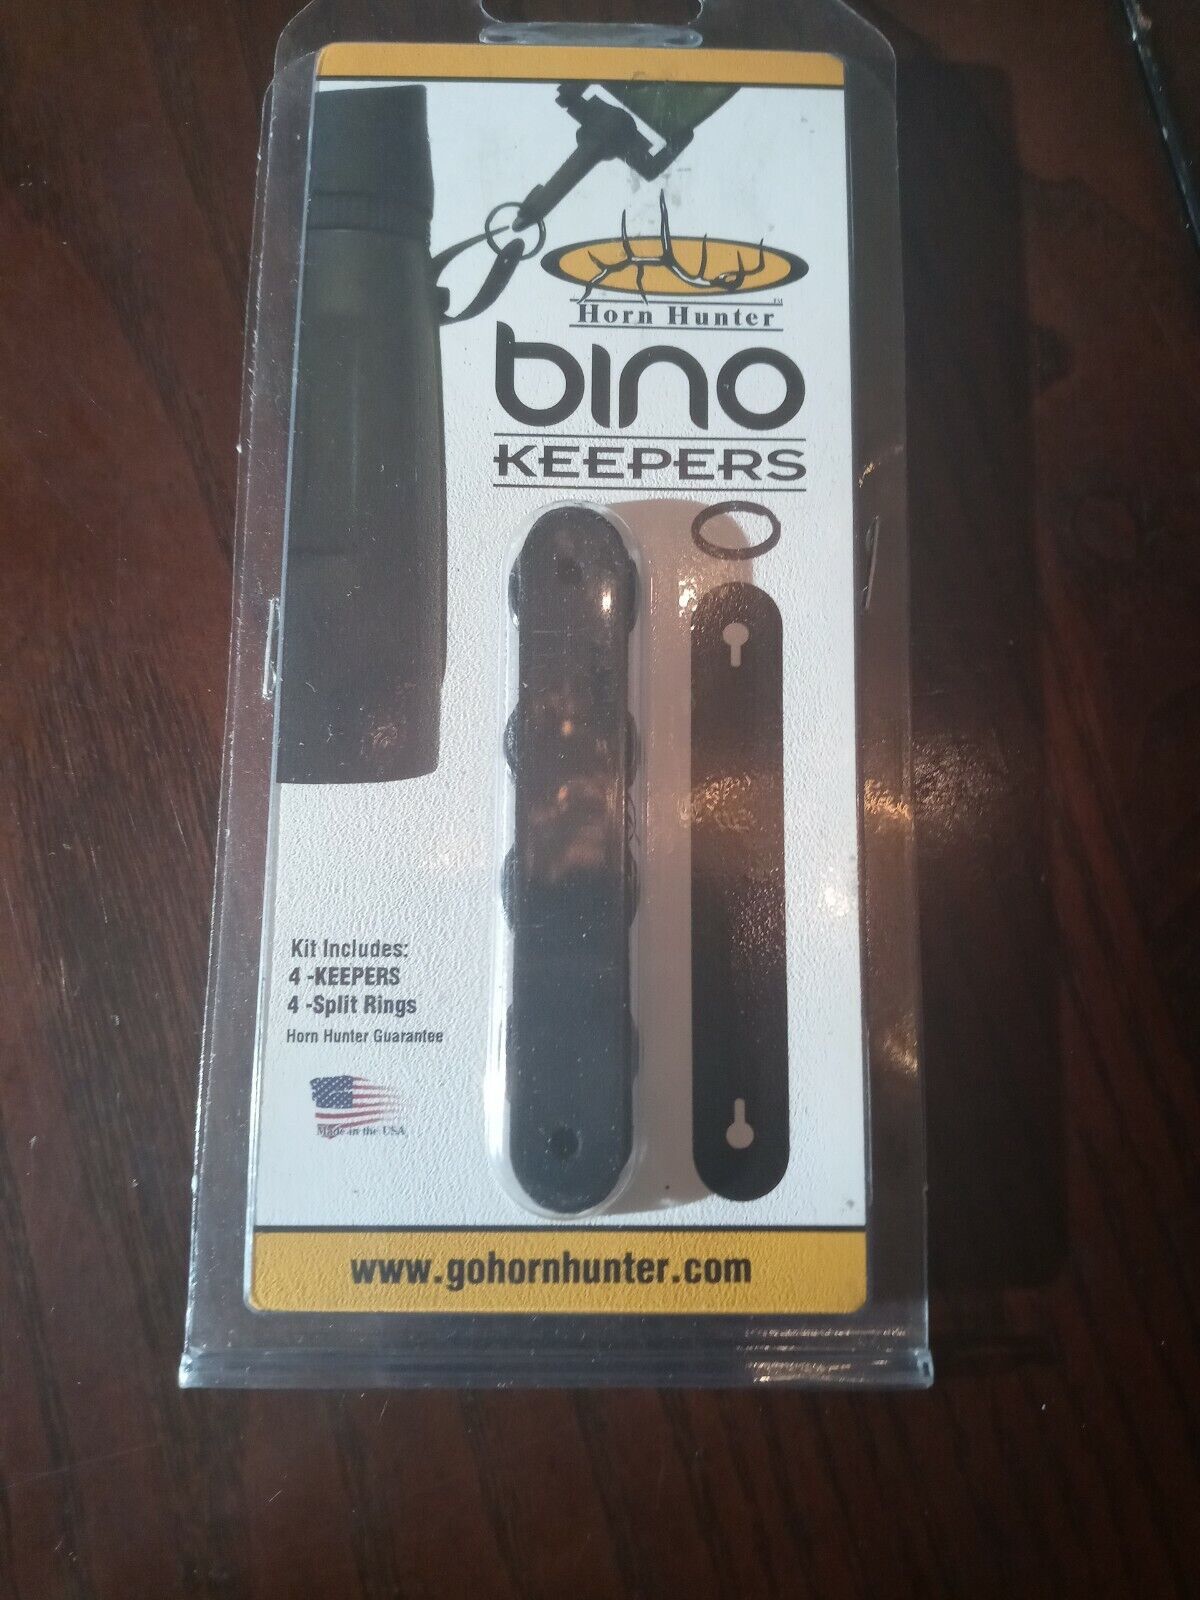 Horn Hunter
TM
bino
KEEPERS
Kit Includes:
4 -KEEPERS
4 -Split Rings
Horn Hunter Guarantee
Made in the USA
www.gohornhunter.com